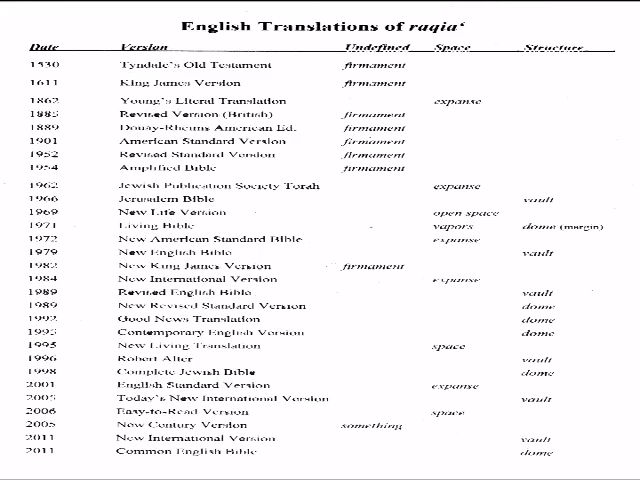 English Translations of raqia‘
Date Version Undefined Space Structure
1530 Tyndale's Old Testament firmament
1611 King James Version firmament
1862 Young's Literal Translation expanse
1885 Revised Version (British) firmament
1889 Douay-Rheims American Ed. firmament
1901 American Standard Version firmament
1952 Revised Standard Version firmament
1954 Amplified Bible firmament
1962 Jewish Publication Society Torah expanse
1966 Jerusalem Bible vault
1969 New Life Version open space
1971 Living Bible vapors dome (margin)
1972 New American Standard Bible expanse
1979 New English Bible vault
1982 New King James Version firmament
1984 New International Version expanse
1989 Revised English Bible vault
1989 New Revised Standard Version dome
1992 Good News Translation dome
1995 Contemporary English Version dome
1995 New Living Translation space
1996 Robert Alter vault
1998 Complete Jewish Bible dome
2001 English Standard Version expanse
2005 Today's New International Version vault
2006 Easy-to-Read Version space
2005 New Century Version something
2011 New International Version vault
2011 Common English Bible dome